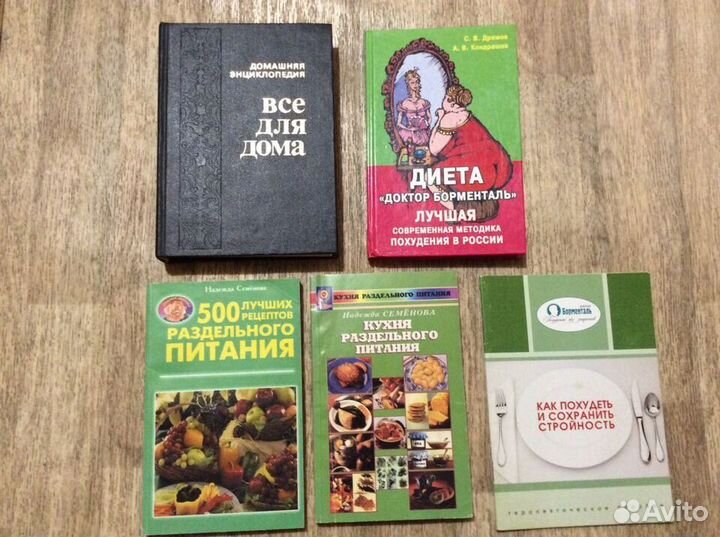 ДОМАШНЯЯ
ЭНЦИКЛОПЕДИЯ
ВСЕ
ДЛЯ
ДОМА
С. В. Дремов
А. В. Кондрашов
ДИЕТА
«ДОКТОР БОРМЕНТАЛЬ»
ЛУЧШАЯ
СОВРЕМЕННАЯ МЕТОДИКА
ПОХУДЕНИЯ В РОССИИ
Надежда Семёнова
500 ЛУЧШИХ
РЕЦЕПТОВ
РАЗДЕЛЬНОГО
ПИТАНИЯ
КУХНЯ РАЗДЕЛЬНОГО ПИТАНИЯ
Надежда СЕМЁНОВА
КУХНЯ
РАЗДЕЛЬНОГО
ПИТАНИЯ
Борменталь
КАК ПОХУДЕТЬ
И СОХРАНИТЬ
СТРОЙНОСТЬ
Avito